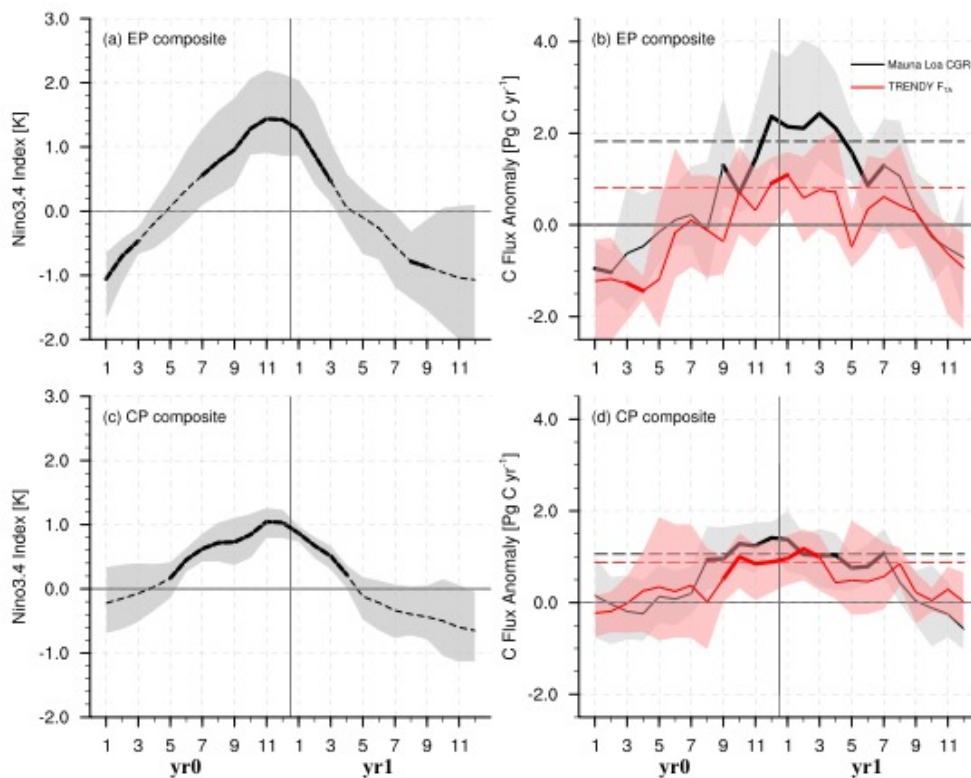 (a) EP composite
Nino3.4 Index [K]
3.0
2.0
1.0
0.0
-1.0
-2.0
1 3 5 7 9 11 1 3 5 7 9 11
(b) EP composite
Mauna Loa CGR
TRENDY F_TA
C Flux Anomaly [Pg C yr⁻¹]
4.0
2.0
0.0
-2.0
1 3 5 7 9 11 1 3 5 7 9 11
(c) CP composite
Nino3.4 Index [K]
3.0
2.0
1.0
0.0
-1.0
-2.0
1 3 5 7 9 11 1 3 5 7 9 11
yr0 yr1
(d) CP composite
C Flux Anomaly [Pg C yr⁻¹]
4.0
2.0
0.0
-2.0
1 3 5 7 9 11 1 3 5 7 9 11
yr0 yr1